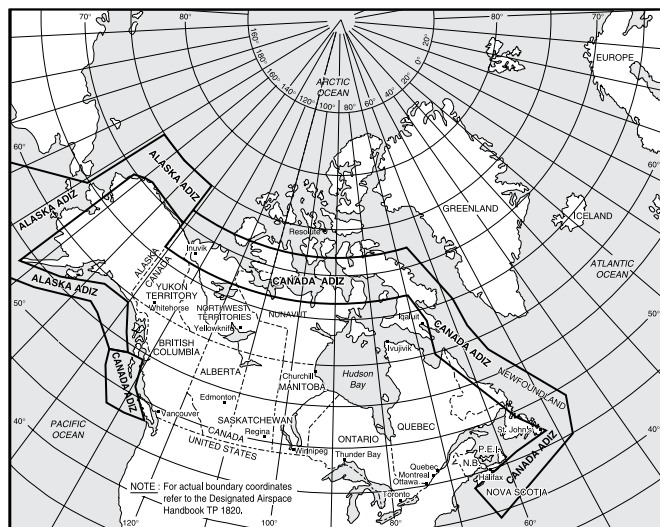 70°
160°
160°
140°
120°
100°
80°
60°
40°
20°
0°
20°
70°
EUROPE
ARCTIC
OCEAN
60°
60°
ALASKA ADIZ
ALASKA ADIZ
GREENLAND
ICELAND
Resolute
ALASKA ADIZ
Inuvik
ALASKA
CANADA
ATLANTIC
OCEAN
CANADA ADIZ
50°
YUKON
TERRITORY
Whitehorse
NORTHWEST
TERRITORIES
NUNAVUT
Yellowknife
Iqaluit
CANADA ADIZ
50°
BRITISH
COLUMBIA
Ivujivik
CANADA ADIZ
ALBERTA
Churchill
MANITOBA
Hudson
Bay
NEWFOUNDLAND
40°
Edmonton
Vancouver
PACIFIC
OCEAN
SASKATCHEWAN
Regina
CANADA
UNITED STATES
Winnipeg
ONTARIO
Thunder Bay
QUEBEC
St. John's
40°
P.E.I.
N.B.
CANADA ADIZ
Quebec
Montreal
Ottawa
Halifax
NOVA SCOTIA
Toronto
NOTE : For actual boundary coordinates
refer to the Designated Airspace
Handbook TP 1820.
120°
100°
80°
60°